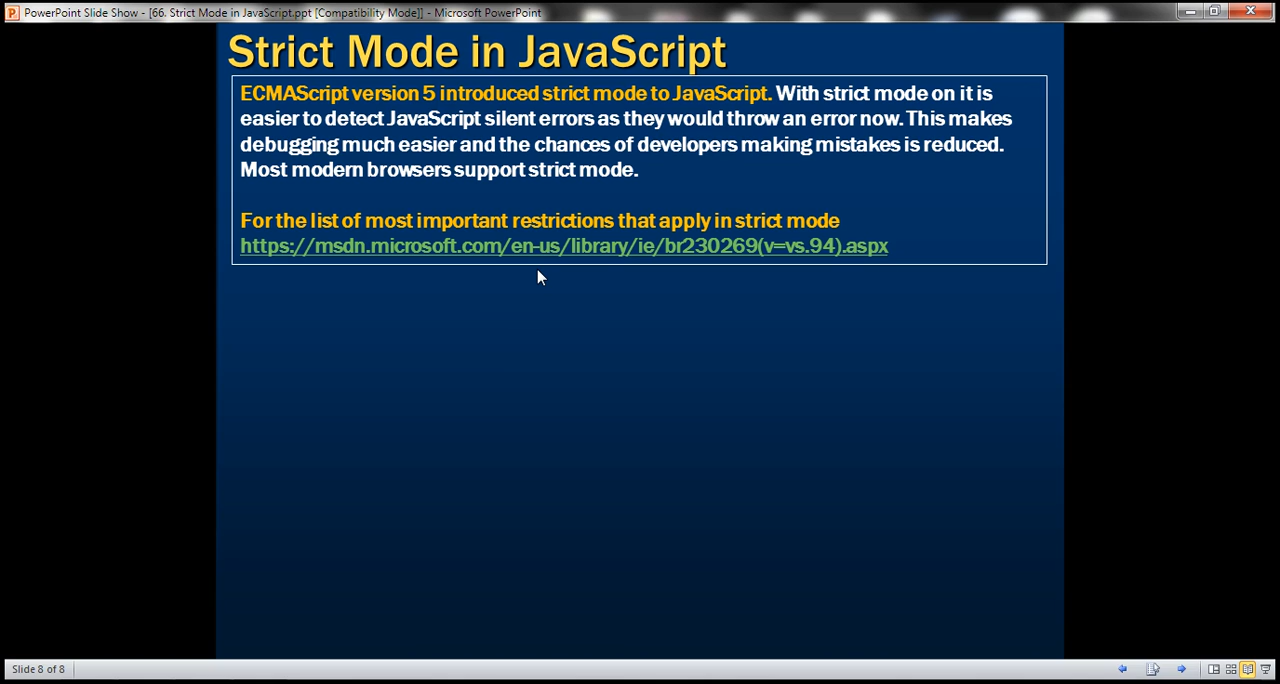 PowerPoint Slide Show - [66. Strict Mode in JavaScript.ppt [Compatibility Mode]] - Microsoft PowerPoint
Strict Mode in JavaScript
ECMAScript version 5 introduced strict mode to JavaScript. With strict mode on it is
easier to detect JavaScript silent errors as they would throw an error now. This makes
debugging much easier and the chances of developers making mistakes is reduced.
Most modern browsers support strict mode.
For the list of most important restrictions that apply in strict mode
https://msdn.microsoft.com/en-us/library/ie/br230269(v=vs.94).aspx
Slide 8 of 8